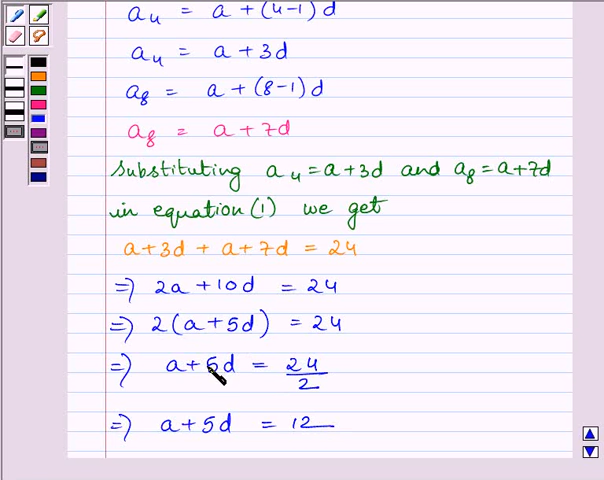 a₄ = a + (4-1)d
a₄ = a + 3d
a₈ = a + (8-1)d
a₈ = a + 7d
Substituting a₄ = a+3d and a₈ = a+7d
in equation (1) we get
a+3d + a+7d = 24
⇒ 2a + 10d = 24
⇒ 2(a + 5d) = 24
⇒ a+5d = 24/2
⇒ a+5d = 12